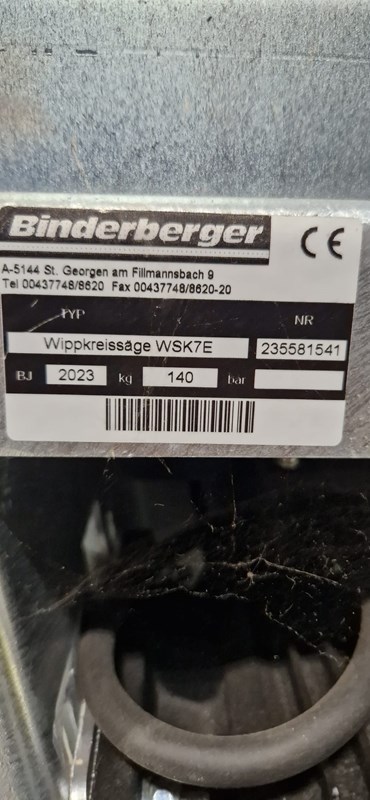 Binderberger CE
A-5144 St. Georgen am Fillmannsbach 9
Tel 00437748/8620 Fax 00437748/8620-20
TYP NR
Wippkreissäge WSK7E 235581541
BJ 2023 kg 140 bar